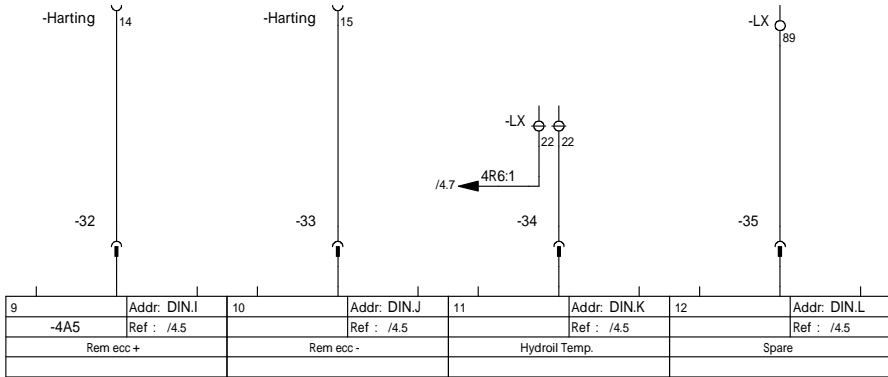 -Harting 14 -Harting 15 -LX 89
-LX 22 22
/4.7 4R6:1
-32 -33 -34 -35
9 Addr: DIN.I 10 Addr: DIN.J 11 Addr: DIN.K 12 Addr: DIN.L
-4A5 Ref : /4.5 Ref : /4.5 Ref : /4.5 Ref : /4.5
Rem ecc + Rem ecc - Hydroil Temp. Spare